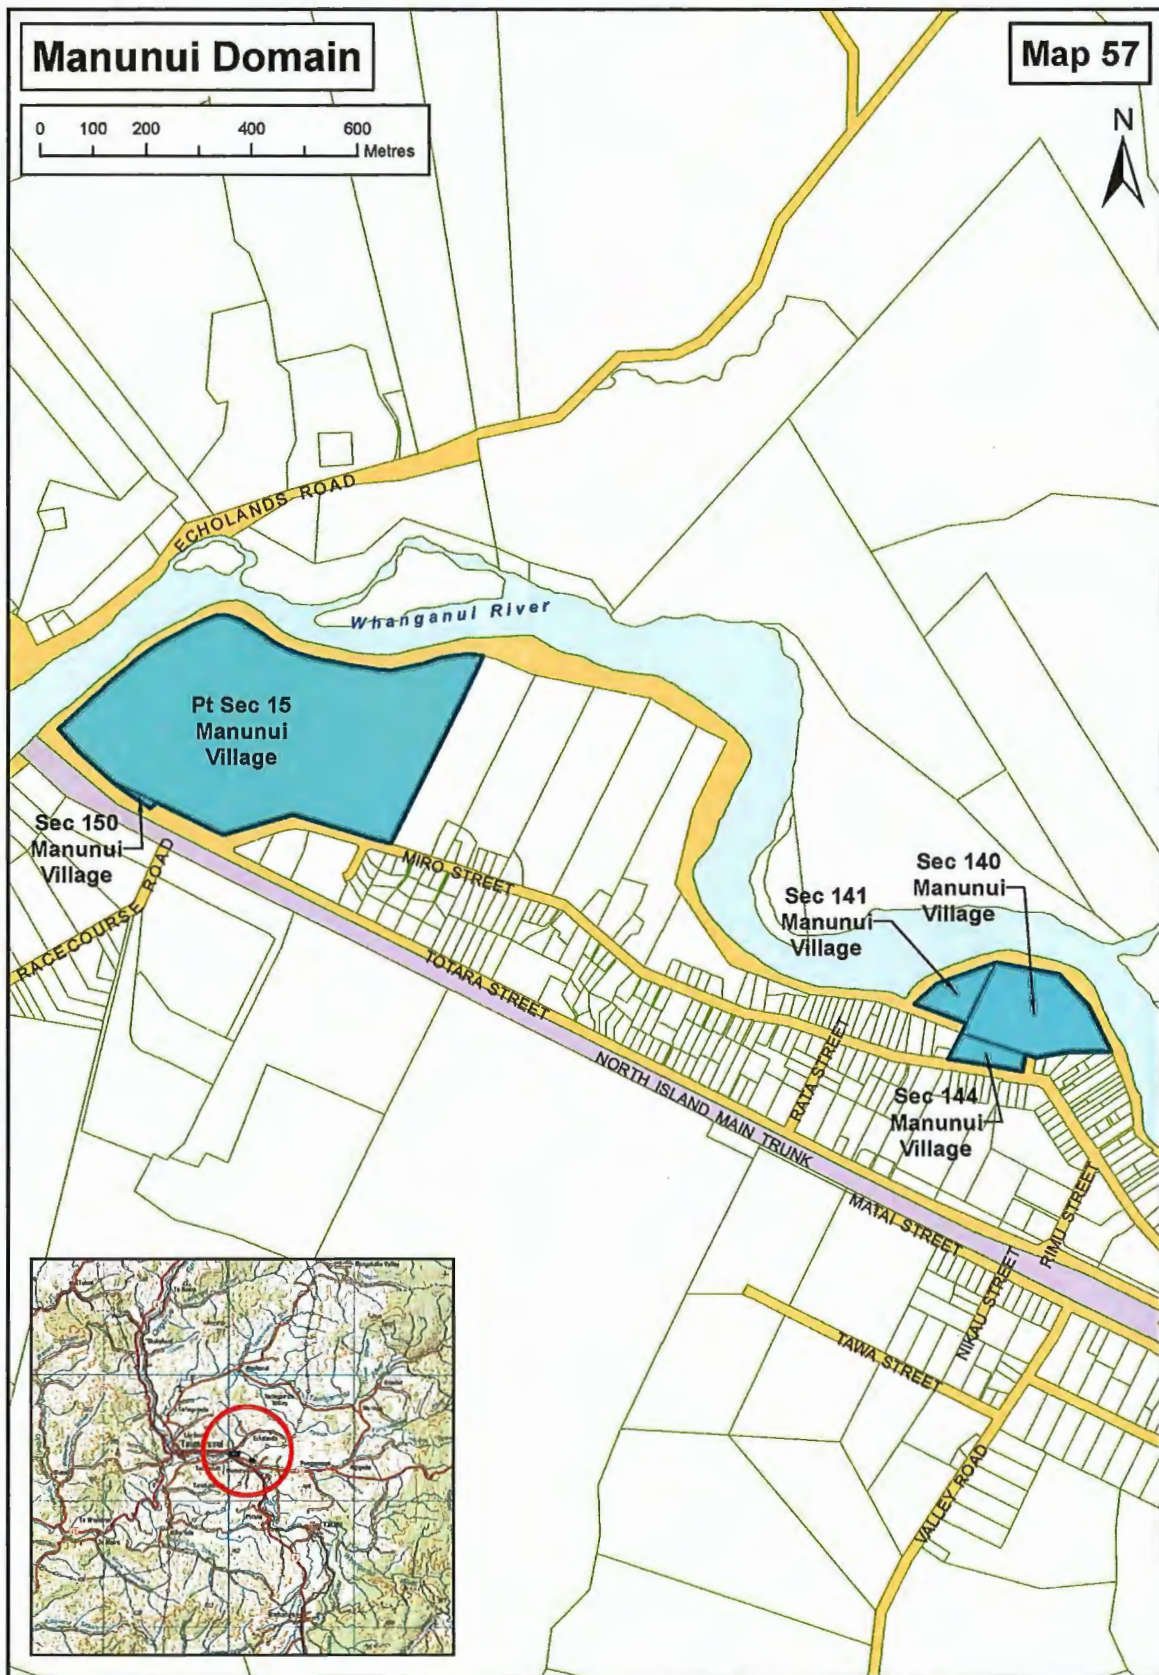 Manunui Domain
Map 57
0 100 200 400 600
Metres
N
ECHOLANDS ROAD
Whanganui River
Pt Sec 15
Manunui
Village
Sec 150
Manunui
Village
RACECOURSE ROAD
MIRO STREET
TOTARA STREET
Sec 140
Manunui
Village
Sec 141
Manunui
Village
RATA STREET
NORTH ISLAND MAIN TRUNK
Sec 144
Manunui
Village
MATAI STREET
RIMU STREET
NIKAU STREET
TAWA STREET
VALLEY ROAD